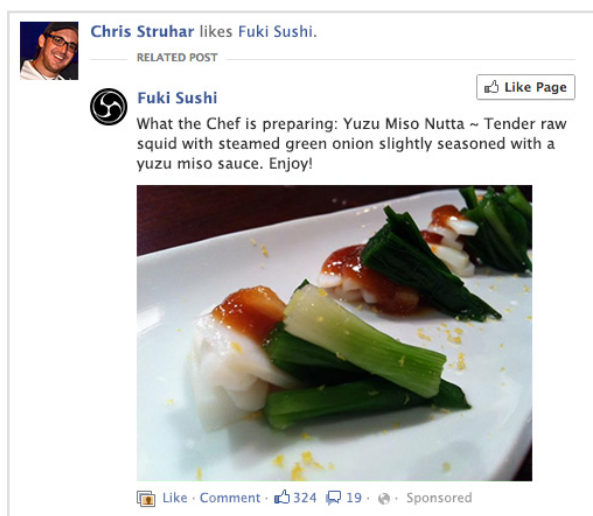 Chris Struhar likes Fuki Sushi.
RELATED POST
Like Page
Fuki Sushi
What the Chef is preparing: Yuzu Miso Nutta ~ Tender raw
squid with steamed green onion slightly seasoned with a
yuzu miso sauce. Enjoy!
Like · Comment · 324 19 · · Sponsored